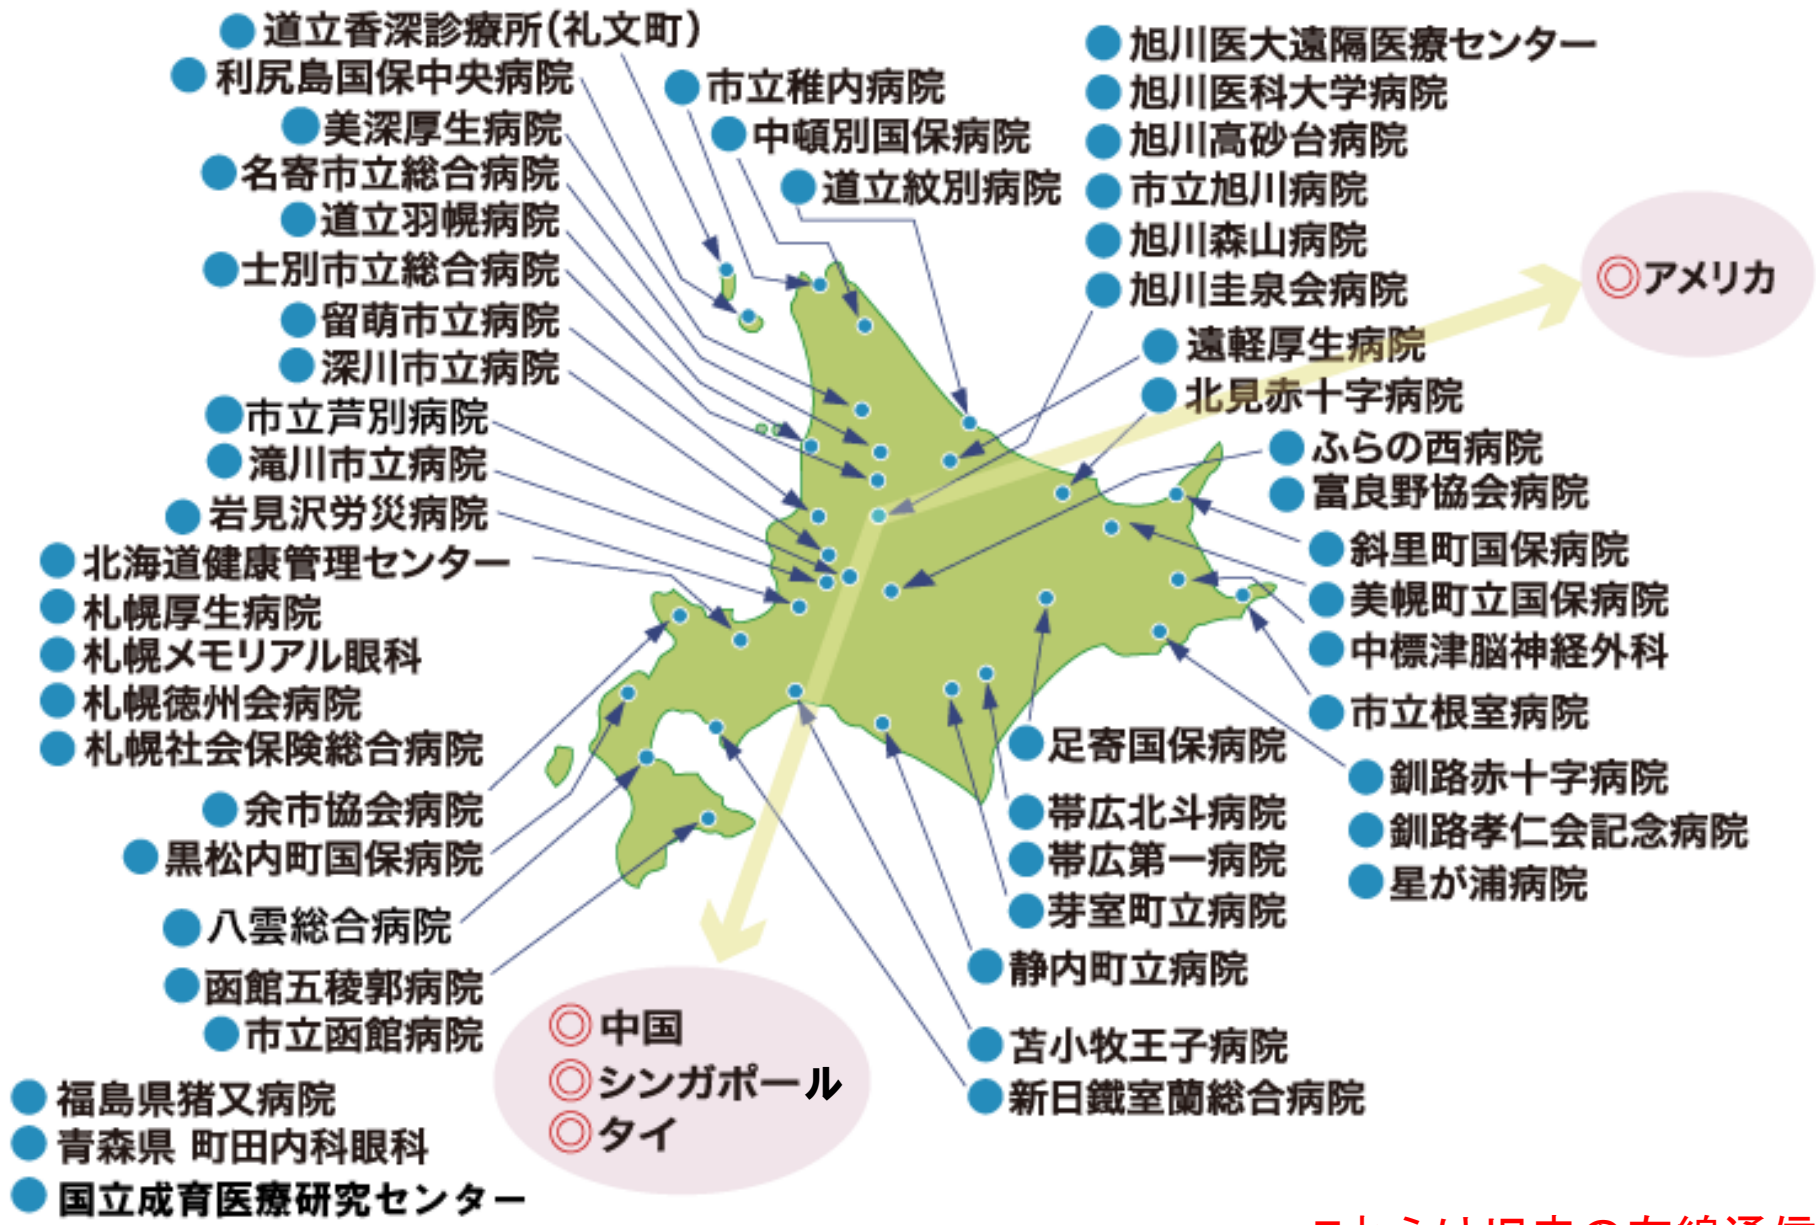 道立香深診療所（礼文町）
利尻島国保中央病院
美深厚生病院
名寄市立総合病院
道立羽幌病院
士別市立総合病院
留萌市立病院
深川市立病院
市立芦別病院
滝川市立病院
岩見沢労災病院
北海道健康管理センター
札幌厚生病院
札幌メモリアル眼科
札幌徳州会病院
札幌社会保険総合病院
余市協会病院
黒松内町国保病院
八雲総合病院
函館五稜郭病院
市立函館病院
福島県猪又病院
青森県 町田内科眼科
国立成育医療研究センター
市立稚内病院
中頓別国保病院
道立紋別病院
旭川医大遠隔医療センター
旭川医科大学病院
旭川高砂台病院
市立旭川病院
旭川森山病院
旭川圭泉会病院
遠軽厚生病院
北見赤十字病院
ふらの西病院
富良野協会病院
斜里町国保病院
美幌町立国保病院
中標津脳神経外科
市立根室病院
釧路赤十字病院
釧路孝仁会記念病院
星が浦病院
足寄国保病院
帯広北斗病院
帯広第一病院
芽室町立病院
静内町立病院
苫小牧王子病院
新日鐵室蘭総合病院
◎アメリカ
◎中国
◎シンガポール
◎タイ